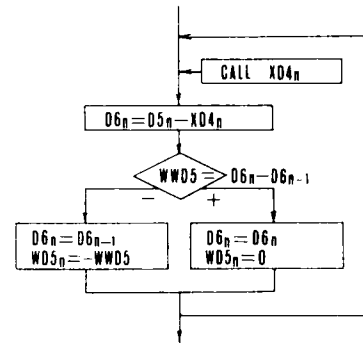 CALL XD4n
D6n=D5n-XD4n
WWD5= D6n-D6n-1
- +
D6n=D6n-1
WD5n=-WWD5
D6n=D6n
WD5n=0